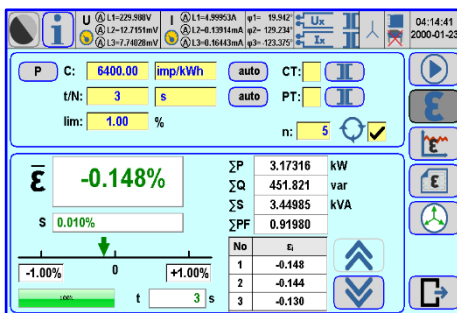 U L1=229.988V I L1=4.99953A φ1= 19.942° Ux 04:14:41
L2=12.7151mV L2=0.13914mA φ2= 129.234° 2000-01-23
L3=7.74028mV L3=0.16443mA φ3=-123.375° Ix
P C: 6400.00 imp/kWh auto CT:
t/N: 3 s auto PT:
lim: 1.00 % n: 5
ε -0.148% ΣP 3.17316 kW
ΣQ 451.821 var
S 0.010% ΣS 3.44985 kVA
ΣPF 0.91980
No εi
-1.00% 0 +1.00% 1 -0.148
2 -0.144
100% t 3 s 3 -0.130
ε
ε
ε